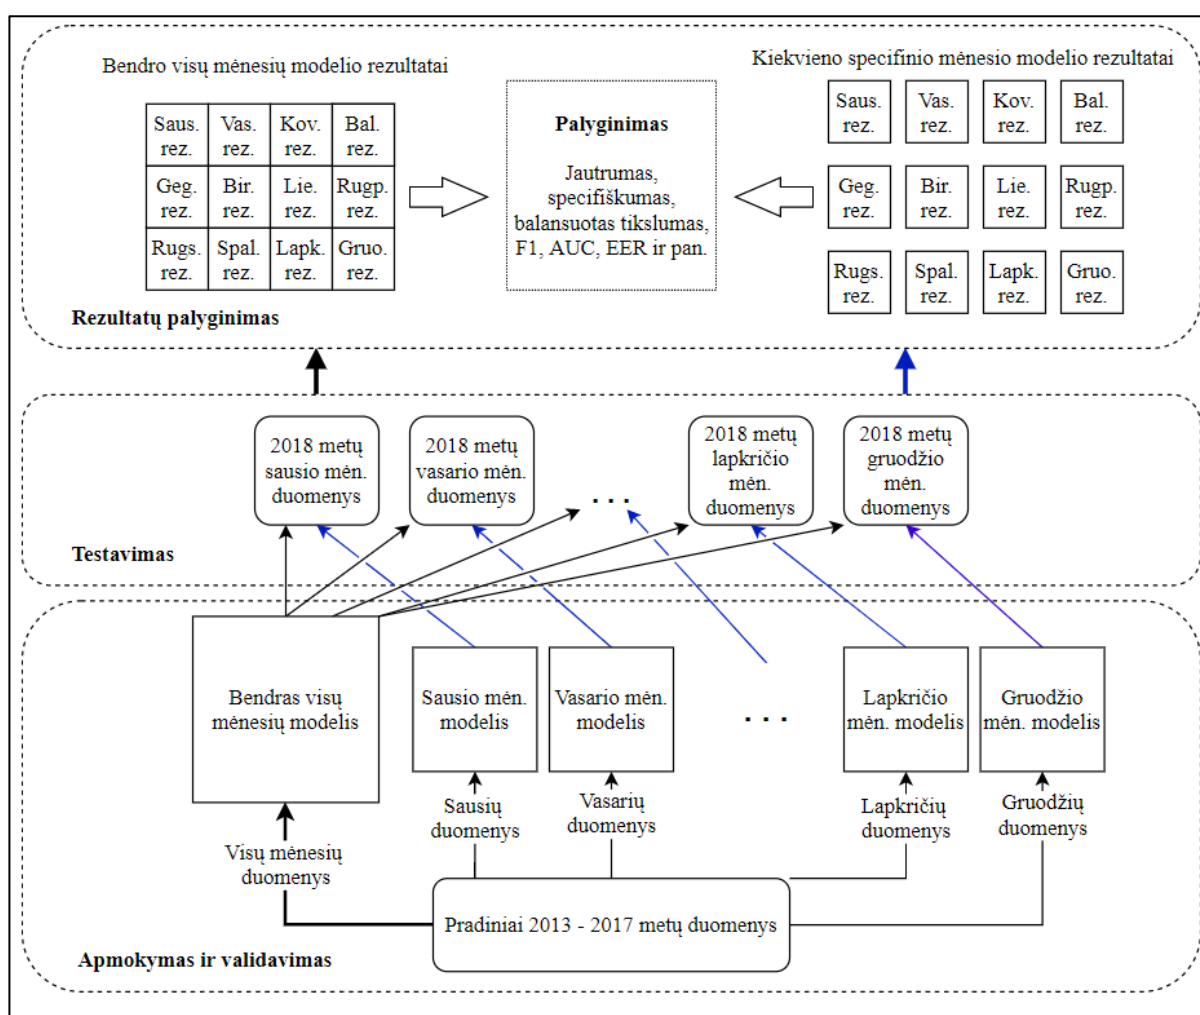 Bendro visų mėnesių modelio rezultatai
Saus. rez.
Vas. rez.
Kov. rez.
Bal. rez.
Geg. rez.
Bir. rez.
Lie. rez.
Rugp. rez.
Rugs. rez.
Spal. rez.
Lapk. rez.
Gruo. rez.
Palyginimas
Jautrumas,
specifiškumas,
balansuotas tikslumas,
F1, AUC, EER ir pan.
Kiekvieno specifinio mėnesio modelio rezultatai
Saus. rez.
Vas. rez.
Kov. rez.
Bal. rez.
Geg. rez.
Bir. rez.
Lie. rez.
Rugp. rez.
Rugs. rez.
Spal. rez.
Lapk. rez.
Gruo. rez.
Rezultatų palyginimas
2018 metų
sausio mėn.
duomenys
2018 metų
vasario mėn.
duomenys
. . .
2018 metų
lapkričio
mėn.
duomenys
2018 metų
gruodžio
mėn.
duomenys
Testavimas
Bendras visų
mėnesių modelis
Sausio mėn.
modelis
Vasario mėn.
modelis
. . .
Lapkričio
mėn. modelis
Gruodžio
mėn. modelis
Visų mėnesių
duomenys
Sausių
duomenys
Vasarių
duomenys
Lapkričių
duomenys
Gruodžių
duomenys
Pradiniai 2013 - 2017 metų duomenys
Apmokymas ir validavimas